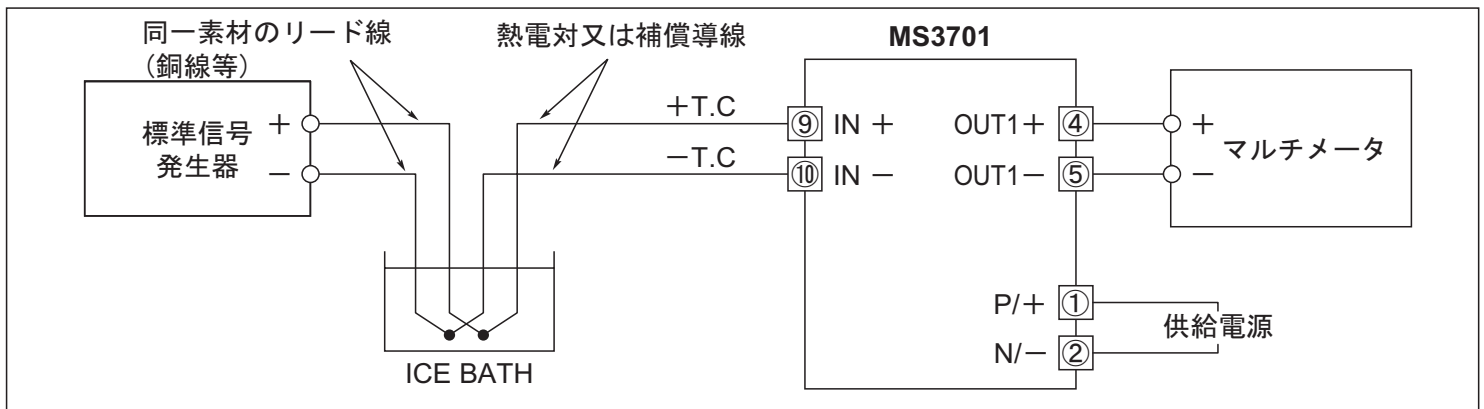 同一素材のリード線
(銅線等)
熱電対又は補償導線
MS3701
標準信号
発生器
+
−
+T.C
−T.C
⑨ IN +
⑩ IN −
OUT1+ ④
OUT1− ⑤
+
−
マルチメータ
P/+ ①
N/− ②
供給電源
ICE BATH